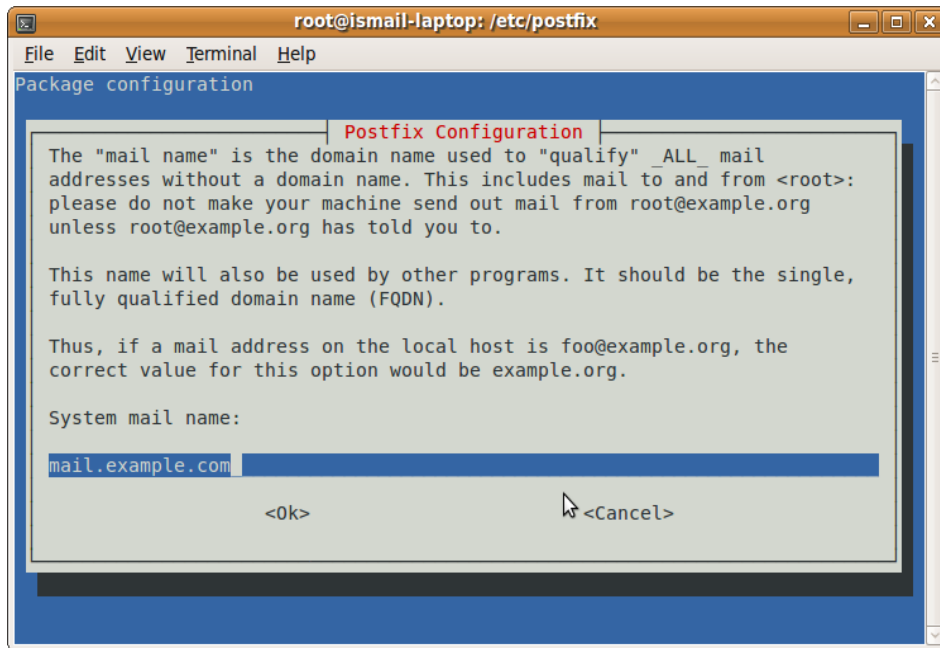 root@ismail-laptop: /etc/postfix
File Edit View Terminal Help
Package configuration
Postfix Configuration
The "mail name" is the domain name used to "qualify" _ALL_ mail
addresses without a domain name. This includes mail to and from <root>:
please do not make your machine send out mail from root@example.org
unless root@example.org has told you to.
This name will also be used by other programs. It should be the single,
fully qualified domain name (FQDN).
Thus, if a mail address on the local host is foo@example.org, the
correct value for this option would be example.org.
System mail name:
mail.example.com
<Ok> <Cancel>